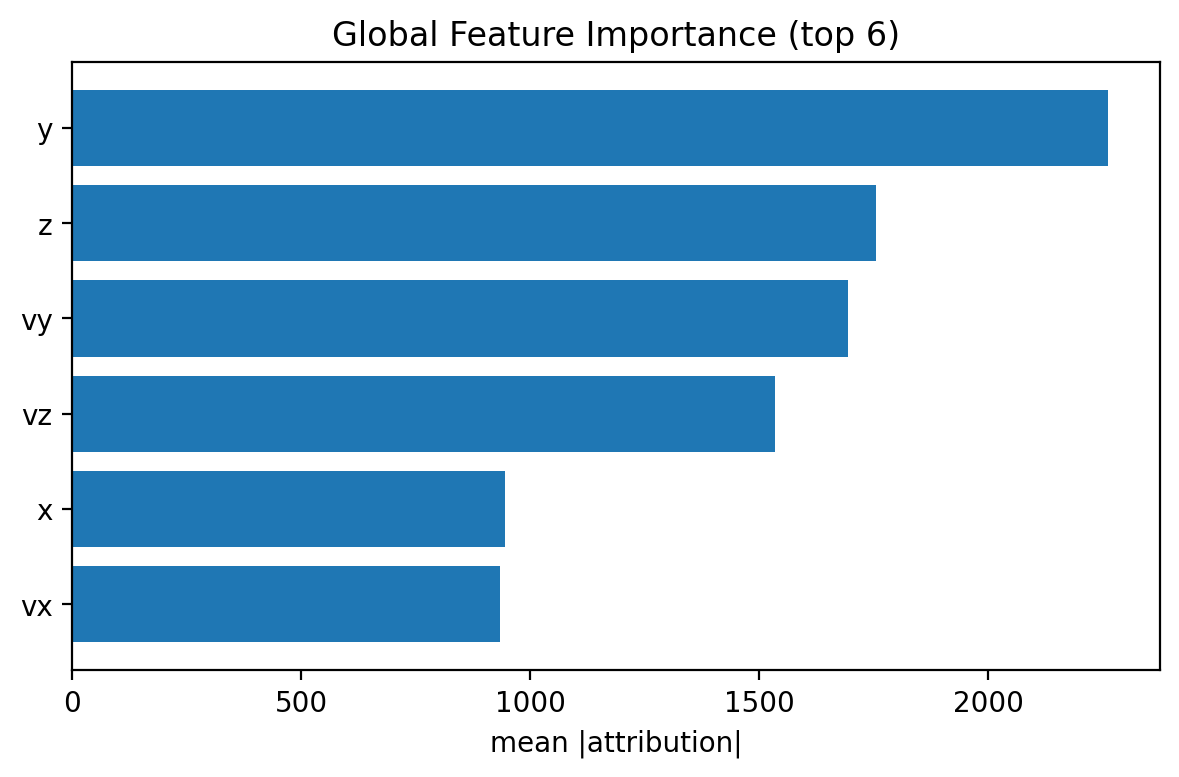 Global Feature Importance (top 6)
y
z
vy
vz
x
vx
0 500 1000 1500 2000
mean |attribution|